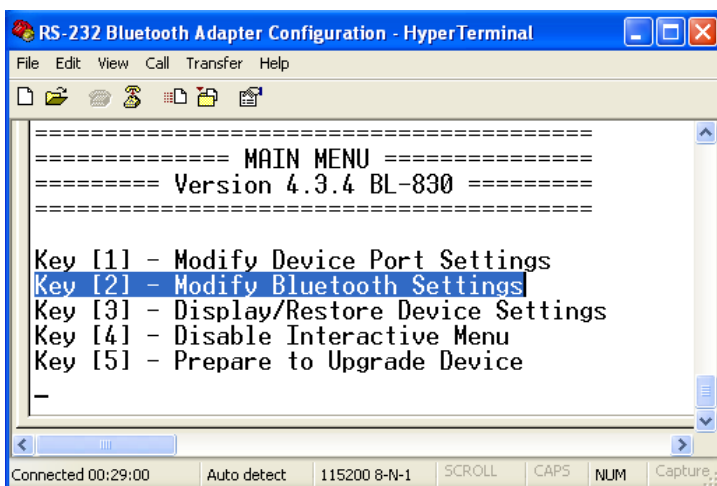 RS-232 Bluetooth Adapter Configuration - HyperTerminal
File Edit View Call Transfer Help
========================================
============== MAIN MENU ===============
========= Version 4.3.4 BL-830 =========
========================================
Key [1] - Modify Device Port Settings
Key [2] - Modify Bluetooth Settings
Key [3] - Display/Restore Device Settings
Key [4] - Disable Interactive Menu
Key [5] - Prepare to Upgrade Device
_
Connected 00:29:00 Auto detect 115200 8-N-1 SCROLL CAPS NUM Capture